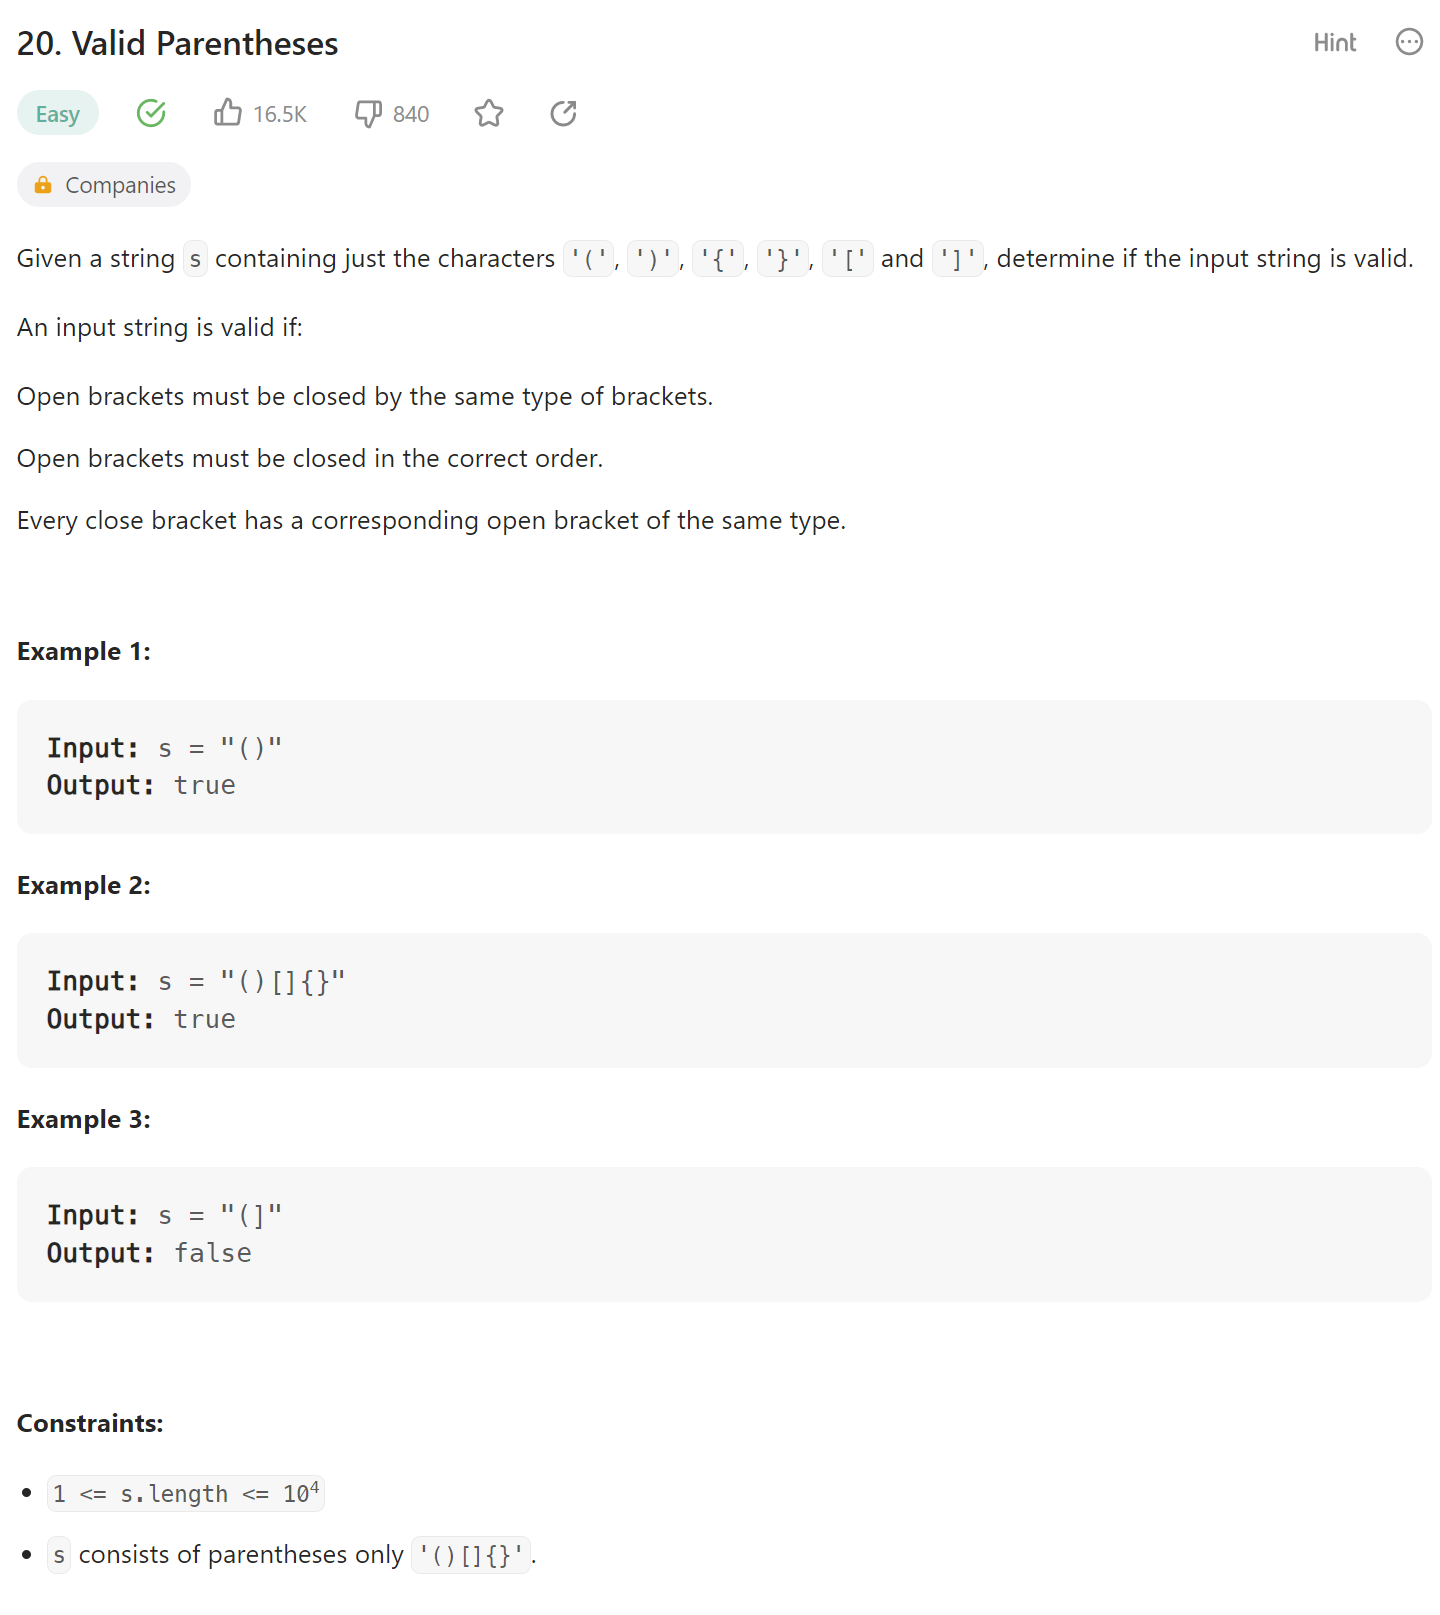 20. Valid Parentheses
Hint
Easy
16.5K
840
Companies
Given a string s containing just the characters '(', ')', '{', '}', '[' and ']', determine if the input string is valid.
An input string is valid if:
Open brackets must be closed by the same type of brackets.
Open brackets must be closed in the correct order.
Every close bracket has a corresponding open bracket of the same type.
Example 1:
Input: s = "()"
Output: true
Example 2:
Input: s = "()[]{}"
Output: true
Example 3:
Input: s = "(]"
Output: false
Constraints:
1 <= s.length <= 10⁴
s consists of parentheses only '()[]{}'.